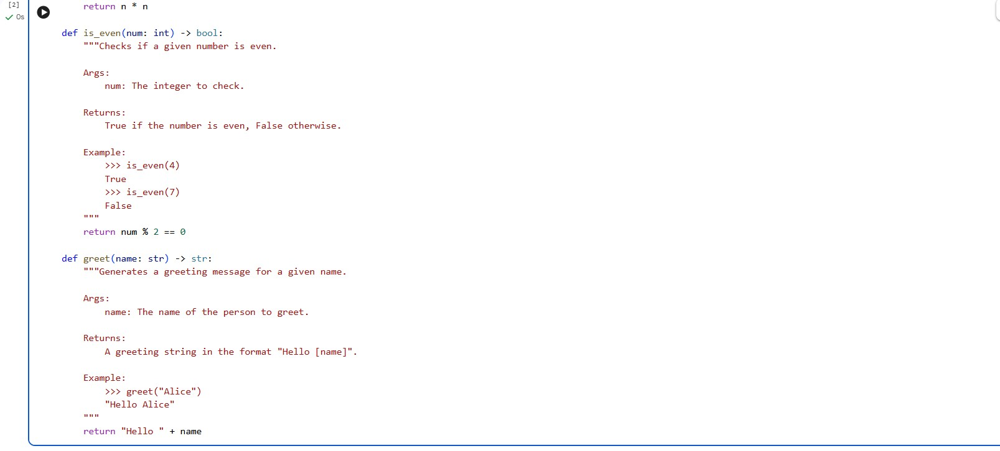 [2]
0s
return n * n
def is_even(num: int) -> bool:
"""Checks if a given number is even.
Args:
num: The integer to check.
Returns:
True if the number is even, False otherwise.
Example:
>>> is_even(4)
True
>>> is_even(7)
False
"""
return num % 2 == 0
def greet(name: str) -> str:
"""Generates a greeting message for a given name.
Args:
name: The name of the person to greet.
Returns:
A greeting string in the format "Hello [name]".
Example:
>>> greet("Alice")
"Hello Alice"
"""
return "Hello " + name